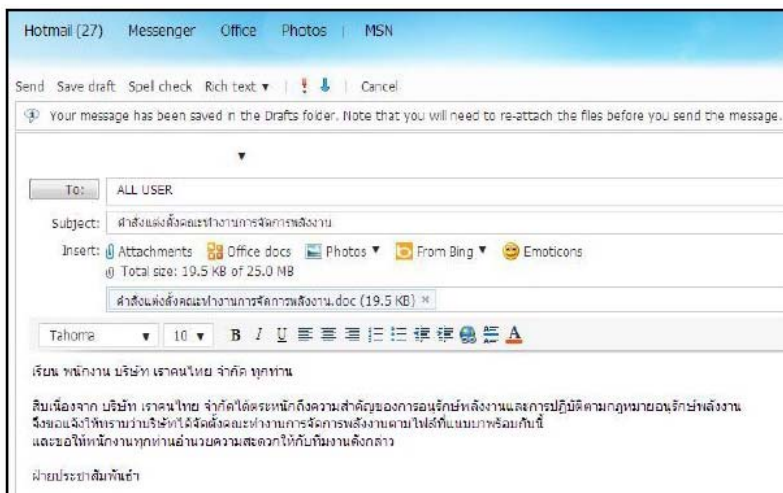 Hotmail (27) Messenger Office Photos | MSN
Send Save draft Spell check Rich text ▼ | | Cancel
Your message has been saved in the Drafts folder. Note that you will need to re-attach the files before you send the message.
To: ALL USER
Subject: คำสั่งแต่งตั้งคณะทำงานการจัดการพลังงาน
Insert: Attachments Office docs Photos ▼ From Bing ▼ Emoticons
Total size: 19.5 KB of 25.0 MB
คำสั่งแต่งตั้งคณะทำงานการจัดการพลังงาน.doc (19.5 KB) ×
Tahoma ▼ 10 ▼ B I U A
เรียน พนักงาน บริษัท เราคนไทย จำกัด ทุกท่าน
สืบเนื่องจาก บริษัท เราคนไทย จำกัดได้ตระหนักถึงความสำคัญของการอนุรักษ์พลังงานและการปฏิบัติตามกฎหมายอนุรักษ์พลังงาน
จึงขอแจ้งให้ทราบว่าบริษัทได้จัดตั้งคณะทำงานการจัดการพลังงานตามไฟล์ที่แนบมาพร้อมกันนี้
และขอให้พนักงานทุกท่านอำนวยความสะดวกให้กับทีมงานดังกล่าว
ฝ่ายประชาสัมพันธ์ฯ